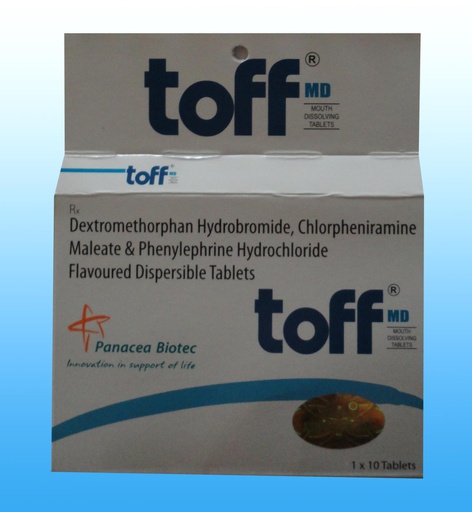 toff®
MD
MOUTH
DISSOLVING
TABLETS
toff MD
Rx
Dextromethorphan Hydrobromide, Chlorpheniramine
Maleate & Phenylephrine Hydrochloride
Flavoured Dispersible Tablets
toff®
MD
MOUTH
DISSOLVING
TABLETS
Panacea Biotec
Innovation in support of life
1 x 10 Tablets